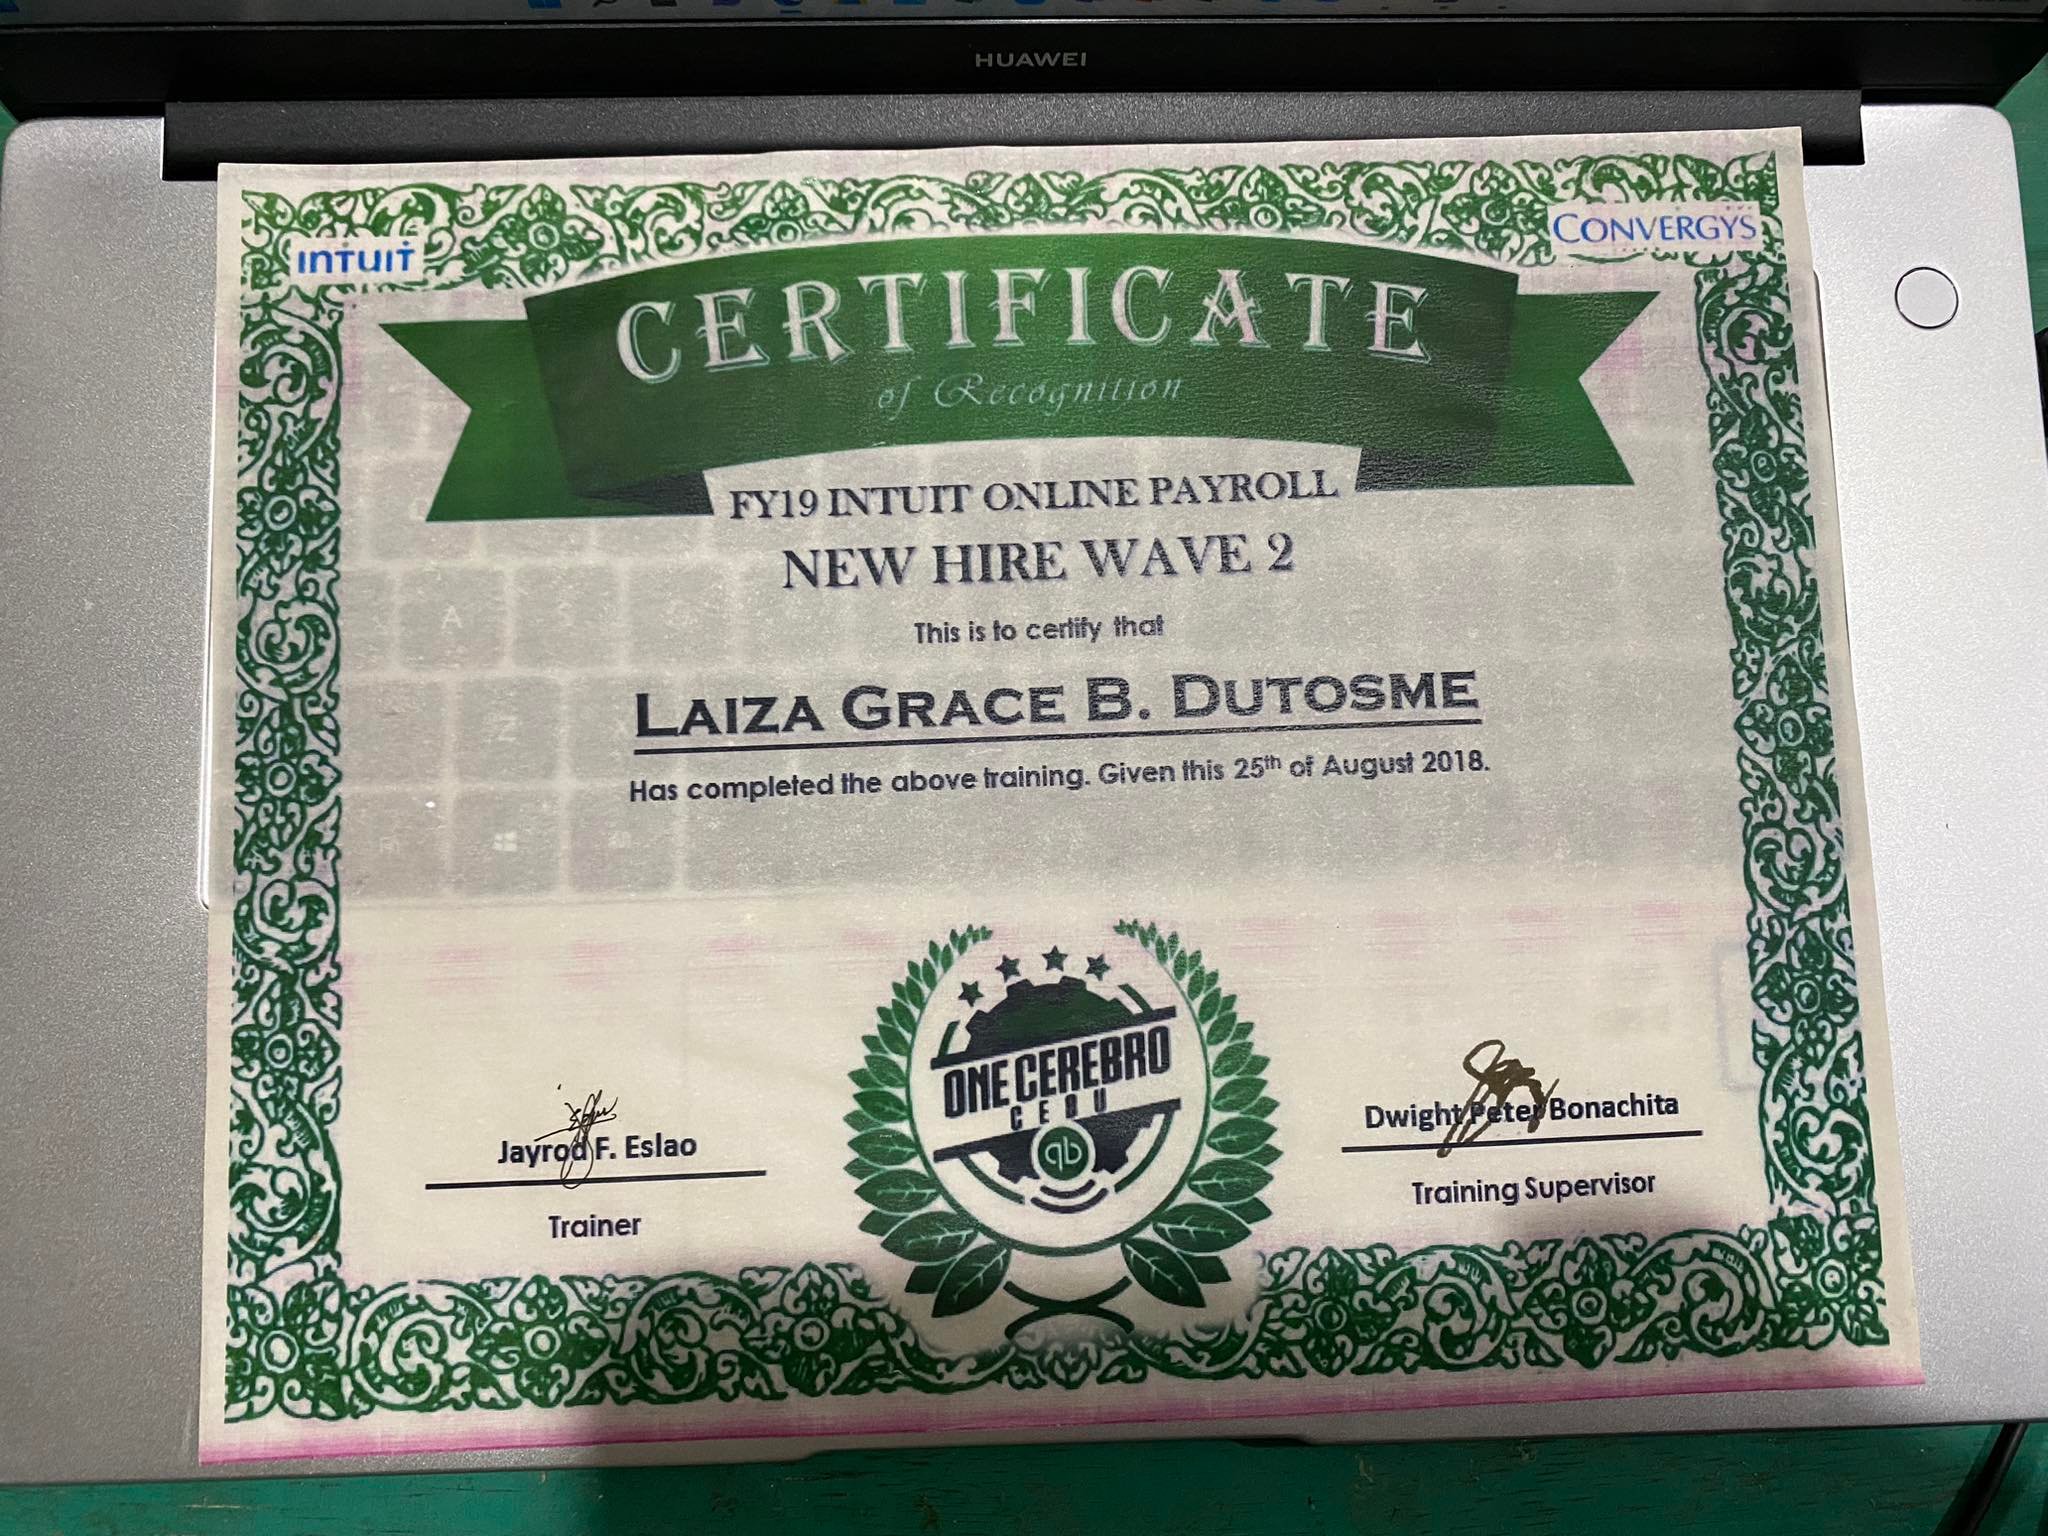 HUAWEI
INTUIT
CONVERGYS
CERTIFICATE
of Recognition
FY19 INTUIT ONLINE PAYROLL
NEW HIRE WAVE 2
This is to certify that
LAIZA GRACE B. DUTOSME
Has completed the above training. Given this 25th of August 2018.
ONE CEREBRO
CEBU
qb
Jayrod F. Eslao
Trainer
Dwight Peter Bonachita
Training Supervisor
A
Z